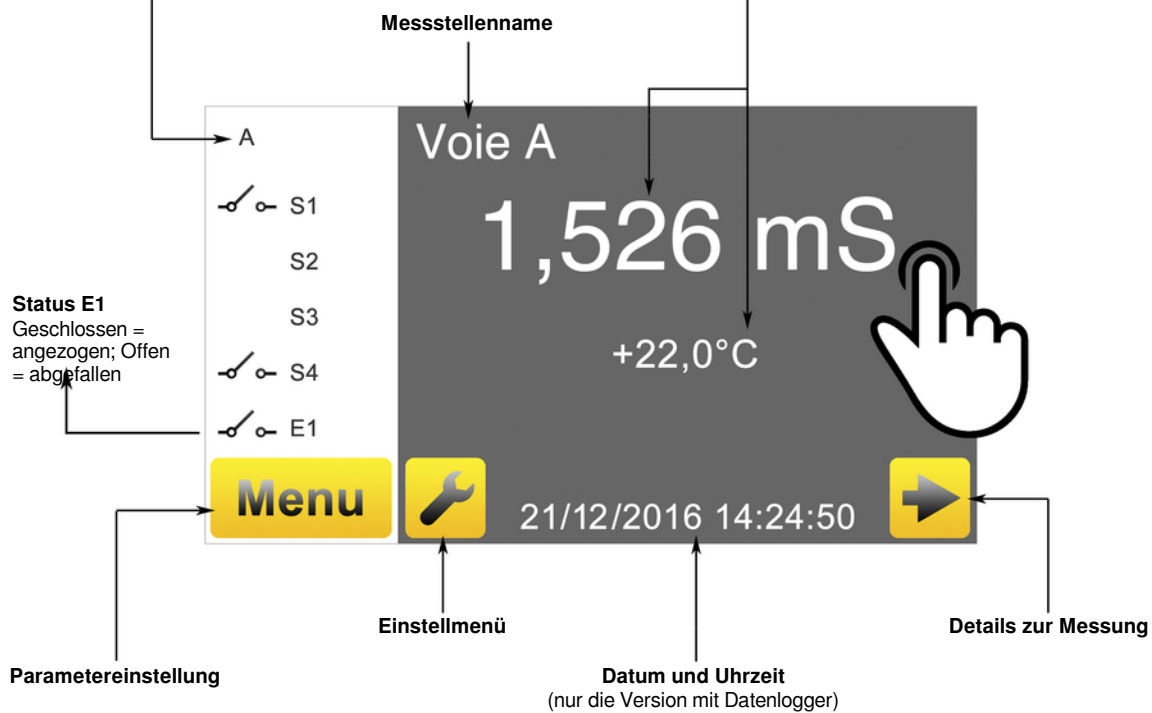 Messstellenname
A
Voie A
S1
1,526 mS
S2
Status E1
Geschlossen =
angezogen; Offen
= abgefallen
S3
+22,0°C
S4
E1
Menu
21/12/2016 14:24:50
Einstellmenü
Details zur Messung
Parametereinstellung
Datum und Uhrzeit
(nur die Version mit Datenlogger)